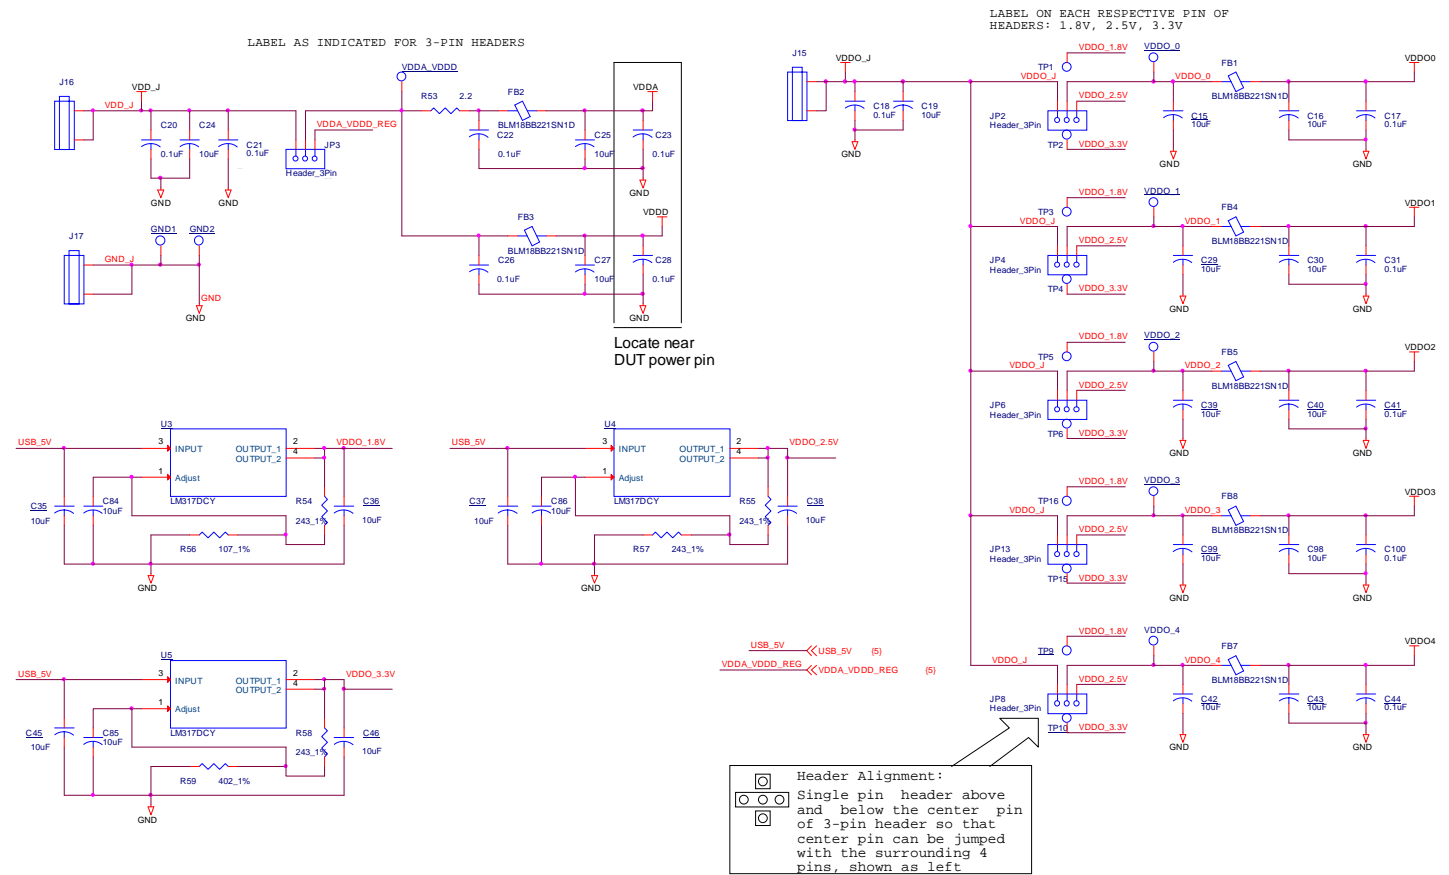 LABEL AS INDICATED FOR 3-PIN HEADERS
J16
VDD_J
VDD_J
C20
0.1uF
C24
10uF
C21
0.1uF
GND
GND
VDDA_VDDD_REG
JP3
Header_3Pin
VDDA_VDDD
R53
2.2
FB2
BLM18BB221SN1D
C22
0.1uF
C25
10uF
VDDA
C23
0.1uF
GND
J17
GND_J
GND1
GND2
GND
GND
FB3
BLM18BB221SN1D
C26
0.1uF
C27
10uF
VDDD
C28
0.1uF
GND
Locate near
DUT power pin
LABEL ON EACH RESPECTIVE PIN OF
HEADERS: 1.8V, 2.5V, 3.3V
J15
VDDO_J
C18
0.1uF
C19
10uF
GND
VDDO_1.8V
TP1
VDDO_J
VDDO_0
VDDO_0
VDDO_2.5V
JP2
Header_3Pin
TP2
VDDO_3.3V
C15
10uF
GND
FB1
BLM18BB221SN1D
C16
10uF
VDDO0
C17
0.1uF
GND
VDDO_1.8V
TP3
VDDO_J
VDDO_1
VDDO_1
VDDO_2.5V
JP4
Header_3Pin
TP4
VDDO_3.3V
C29
10uF
GND
FB4
BLM18BB221SN1D
C30
10uF
VDDO1
C31
0.1uF
GND
VDDO_1.8V
TP5
VDDO_J
VDDO_2
VDDO_2
VDDO_2.5V
JP6
Header_3Pin
TP6
VDDO_3.3V
C39
10uF
GND
FB5
BLM18BB221SN1D
C40
10uF
VDDO2
C41
0.1uF
GND
VDDO_1.8V
TP16
VDDO_J
VDDO_3
VDDO_3
VDDO_2.5V
JP13
Header_3Pin
TP15
VDDO_3.3V
C99
10uF
GND
FB8
BLM18BB221SN1D
C98
10uF
VDDO3
C100
0.1uF
GND
VDDO_1.8V
TP9
VDDO_J
VDDO_4
VDDO_4
VDDO_2.5V
JP8
Header_3Pin
TP10
VDDO_3.3V
C42
10uF
GND
FB7
BLM18BB221SN1D
C43
10uF
VDDO4
C44
0.1uF
GND
U3
USB_5V
3
INPUT
OUTPUT_1
2
OUTPUT_2
4
VDDO_1.8V
1
Adjust
LM317DCY
C35
10uF
C84
10uF
R54
243_1%
C36
10uF
R56
107_1%
GND
U4
USB_5V
3
INPUT
OUTPUT_1
2
OUTPUT_2
4
VDDO_2.5V
1
Adjust
LM317DCY
C37
10uF
C86
10uF
R55
243_1%
C38
10uF
R57
243_1%
GND
U5
USB_5V
3
INPUT
OUTPUT_1
2
OUTPUT_2
4
VDDO_3.3V
1
Adjust
LM317DCY
C45
10uF
C85
10uF
R58
243_1%
C46
10uF
R59
402_1%
GND
USB_5V
USB_5V
(5)
VDDA_VDDD_REG
VDDA_VDDD_REG
(5)
Header Alignment:
Single pin header above
and below the center pin
of 3-pin header so that
center pin can be jumped
with the surrounding 4
pins, shown as left